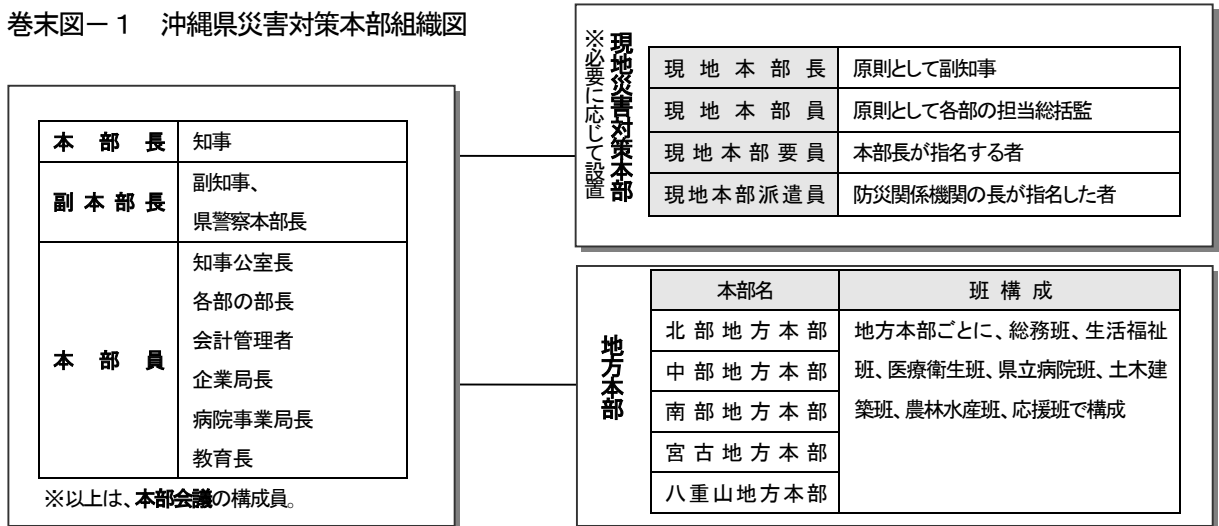 巻末図－１　沖縄県災害対策本部組織図
本部長 知事
副本部長 副知事、
県警察本部長
本部員 知事公室長
各部の部長
会計管理者
企業局長
病院事業局長
教育長
※以上は、本部会議の構成員。
現地災害対策本部
※必要に応じて設置
現地本部長 原則として副知事
現地本部員 原則として各部の担当総括監
現地本部要員 本部長が指名する者
現地本部派遣員 防災関係機関の長が指名した者
地方本部
本部名 班構成
北部地方本部 地方本部ごとに、総務班、生活福祉
中部地方本部 班、医療衛生班、県立病院班、土木建
南部地方本部 築班、農林水産班、応援班で構成
宮古地方本部
八重山地方本部